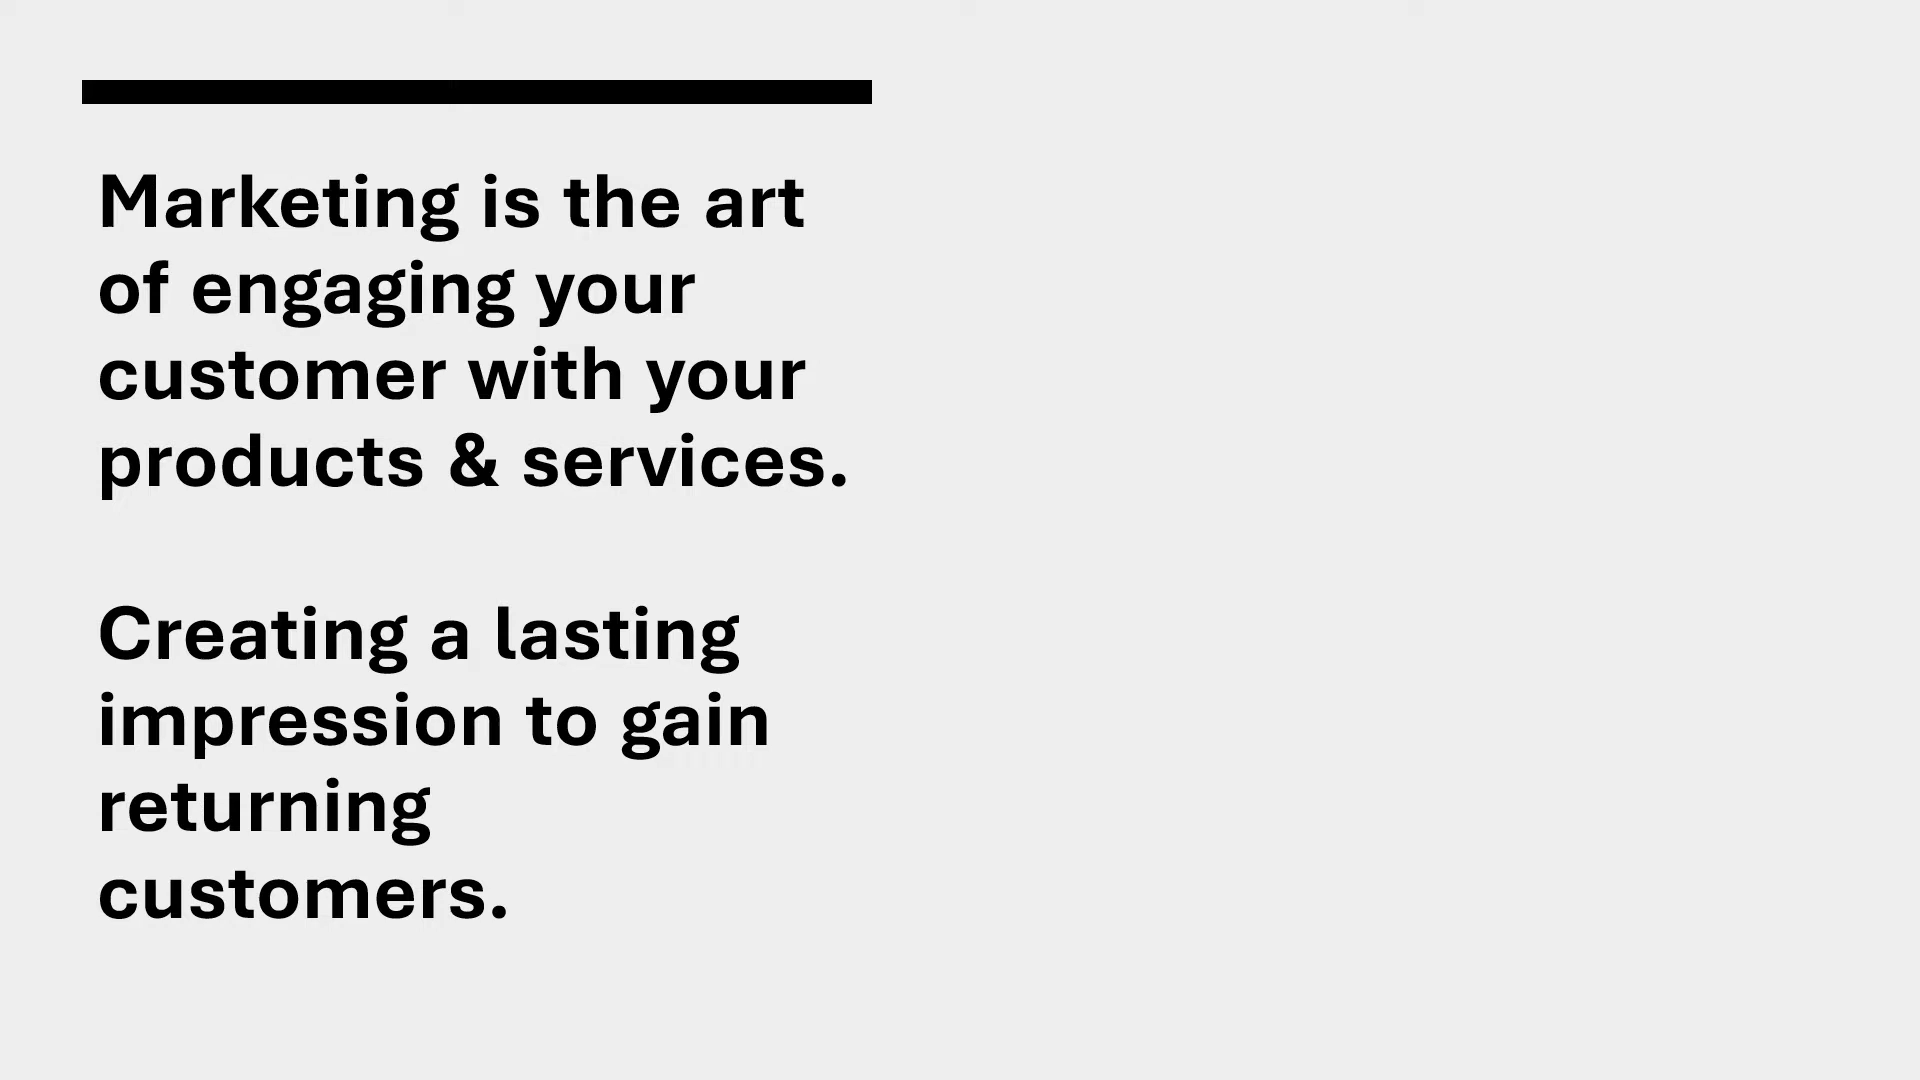 Marketing is the art
of engaging your
customer with your
products & services.
Creating a lasting
impression to gain
returning
customers.